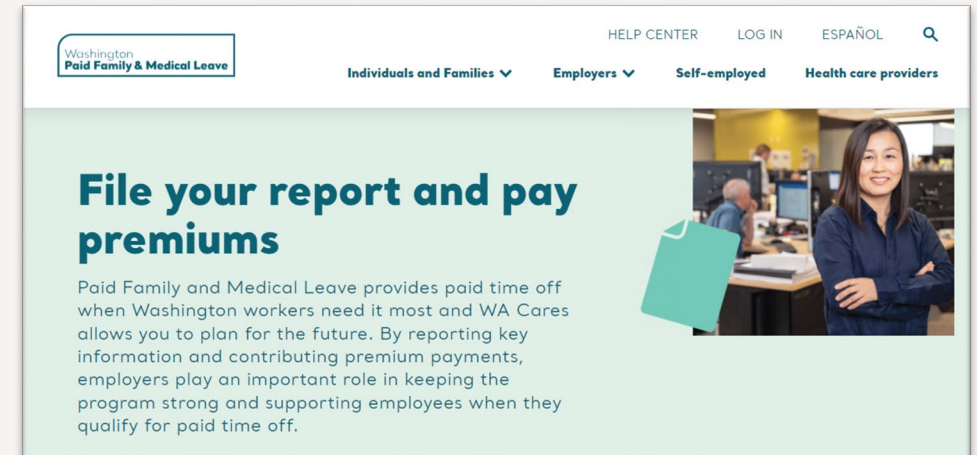 Washington
Paid Family & Medical Leave
HELP CENTER LOG IN ESPAÑOL
Individuals and Families Employers Self-employed Health care providers
File your report and pay
premiums
Paid Family and Medical Leave provides paid time off
when Washington workers need it most and WA Cares
allows you to plan for the future. By reporting key
information and contributing premium payments,
employers play an important role in keeping the
program strong and supporting employees when they
qualify for paid time off.